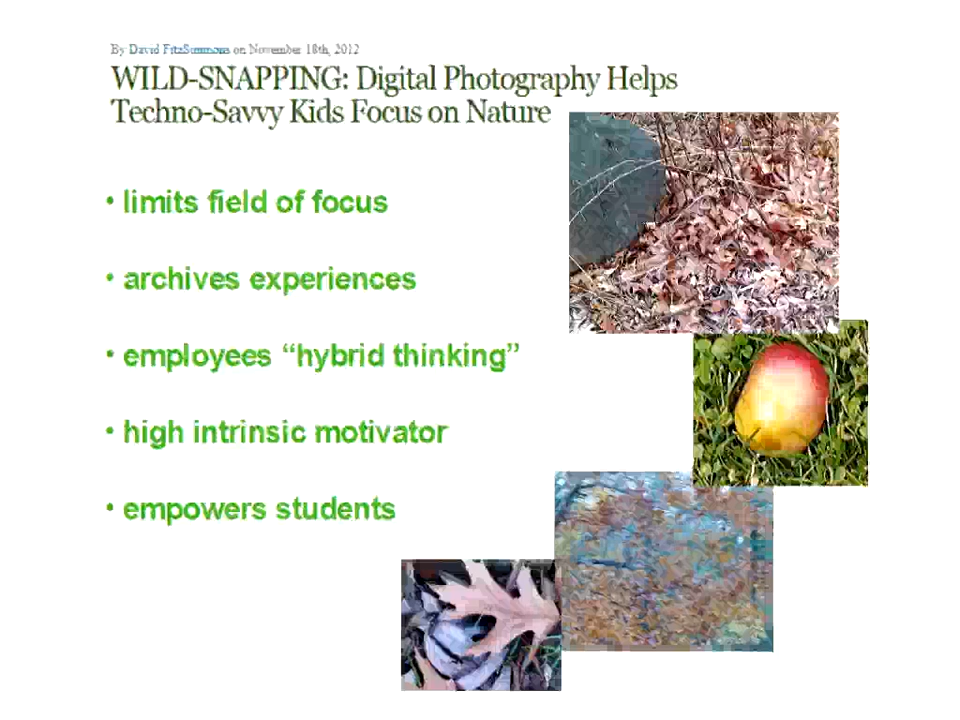 By David FitzSimmons on November 18th, 2012
WILD-SNAPPING: Digital Photography Helps
Techno-Savvy Kids Focus on Nature
• limits field of focus
• archives experiences
• employees “hybrid thinking”
• high intrinsic motivator
• empowers students